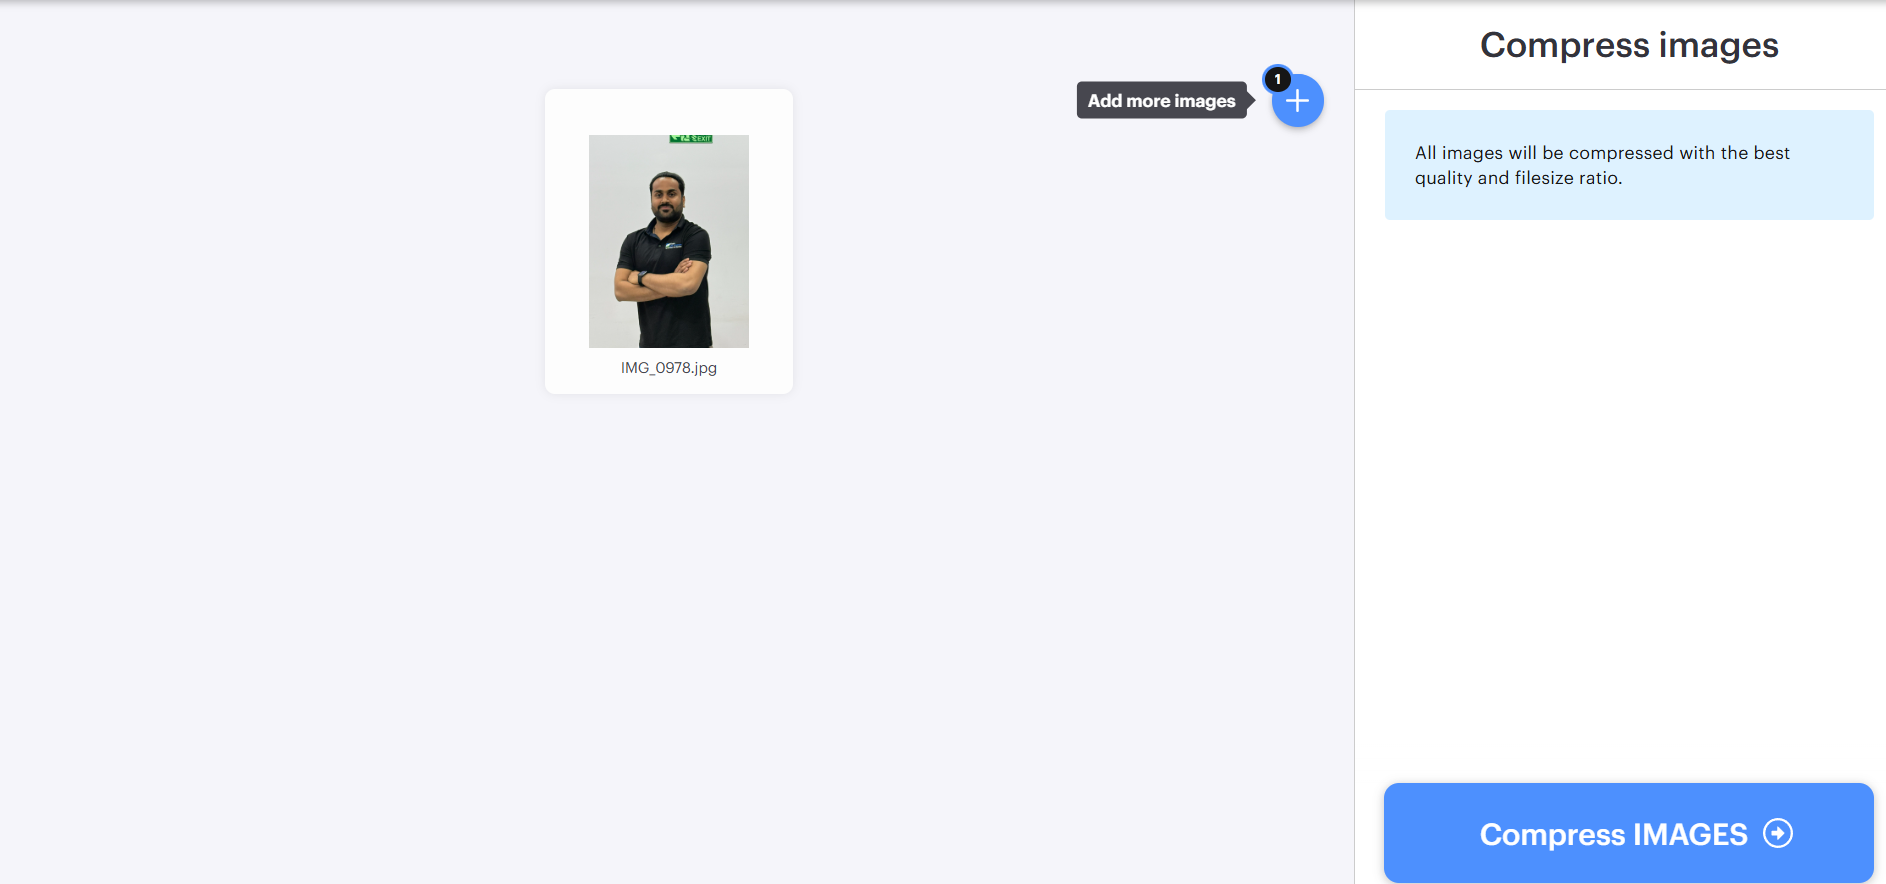 Compress images
1
Add more images
All images will be compressed with the best
quality and filesize ratio.
EXIT
IMG_0978.jpg
Compress IMAGES